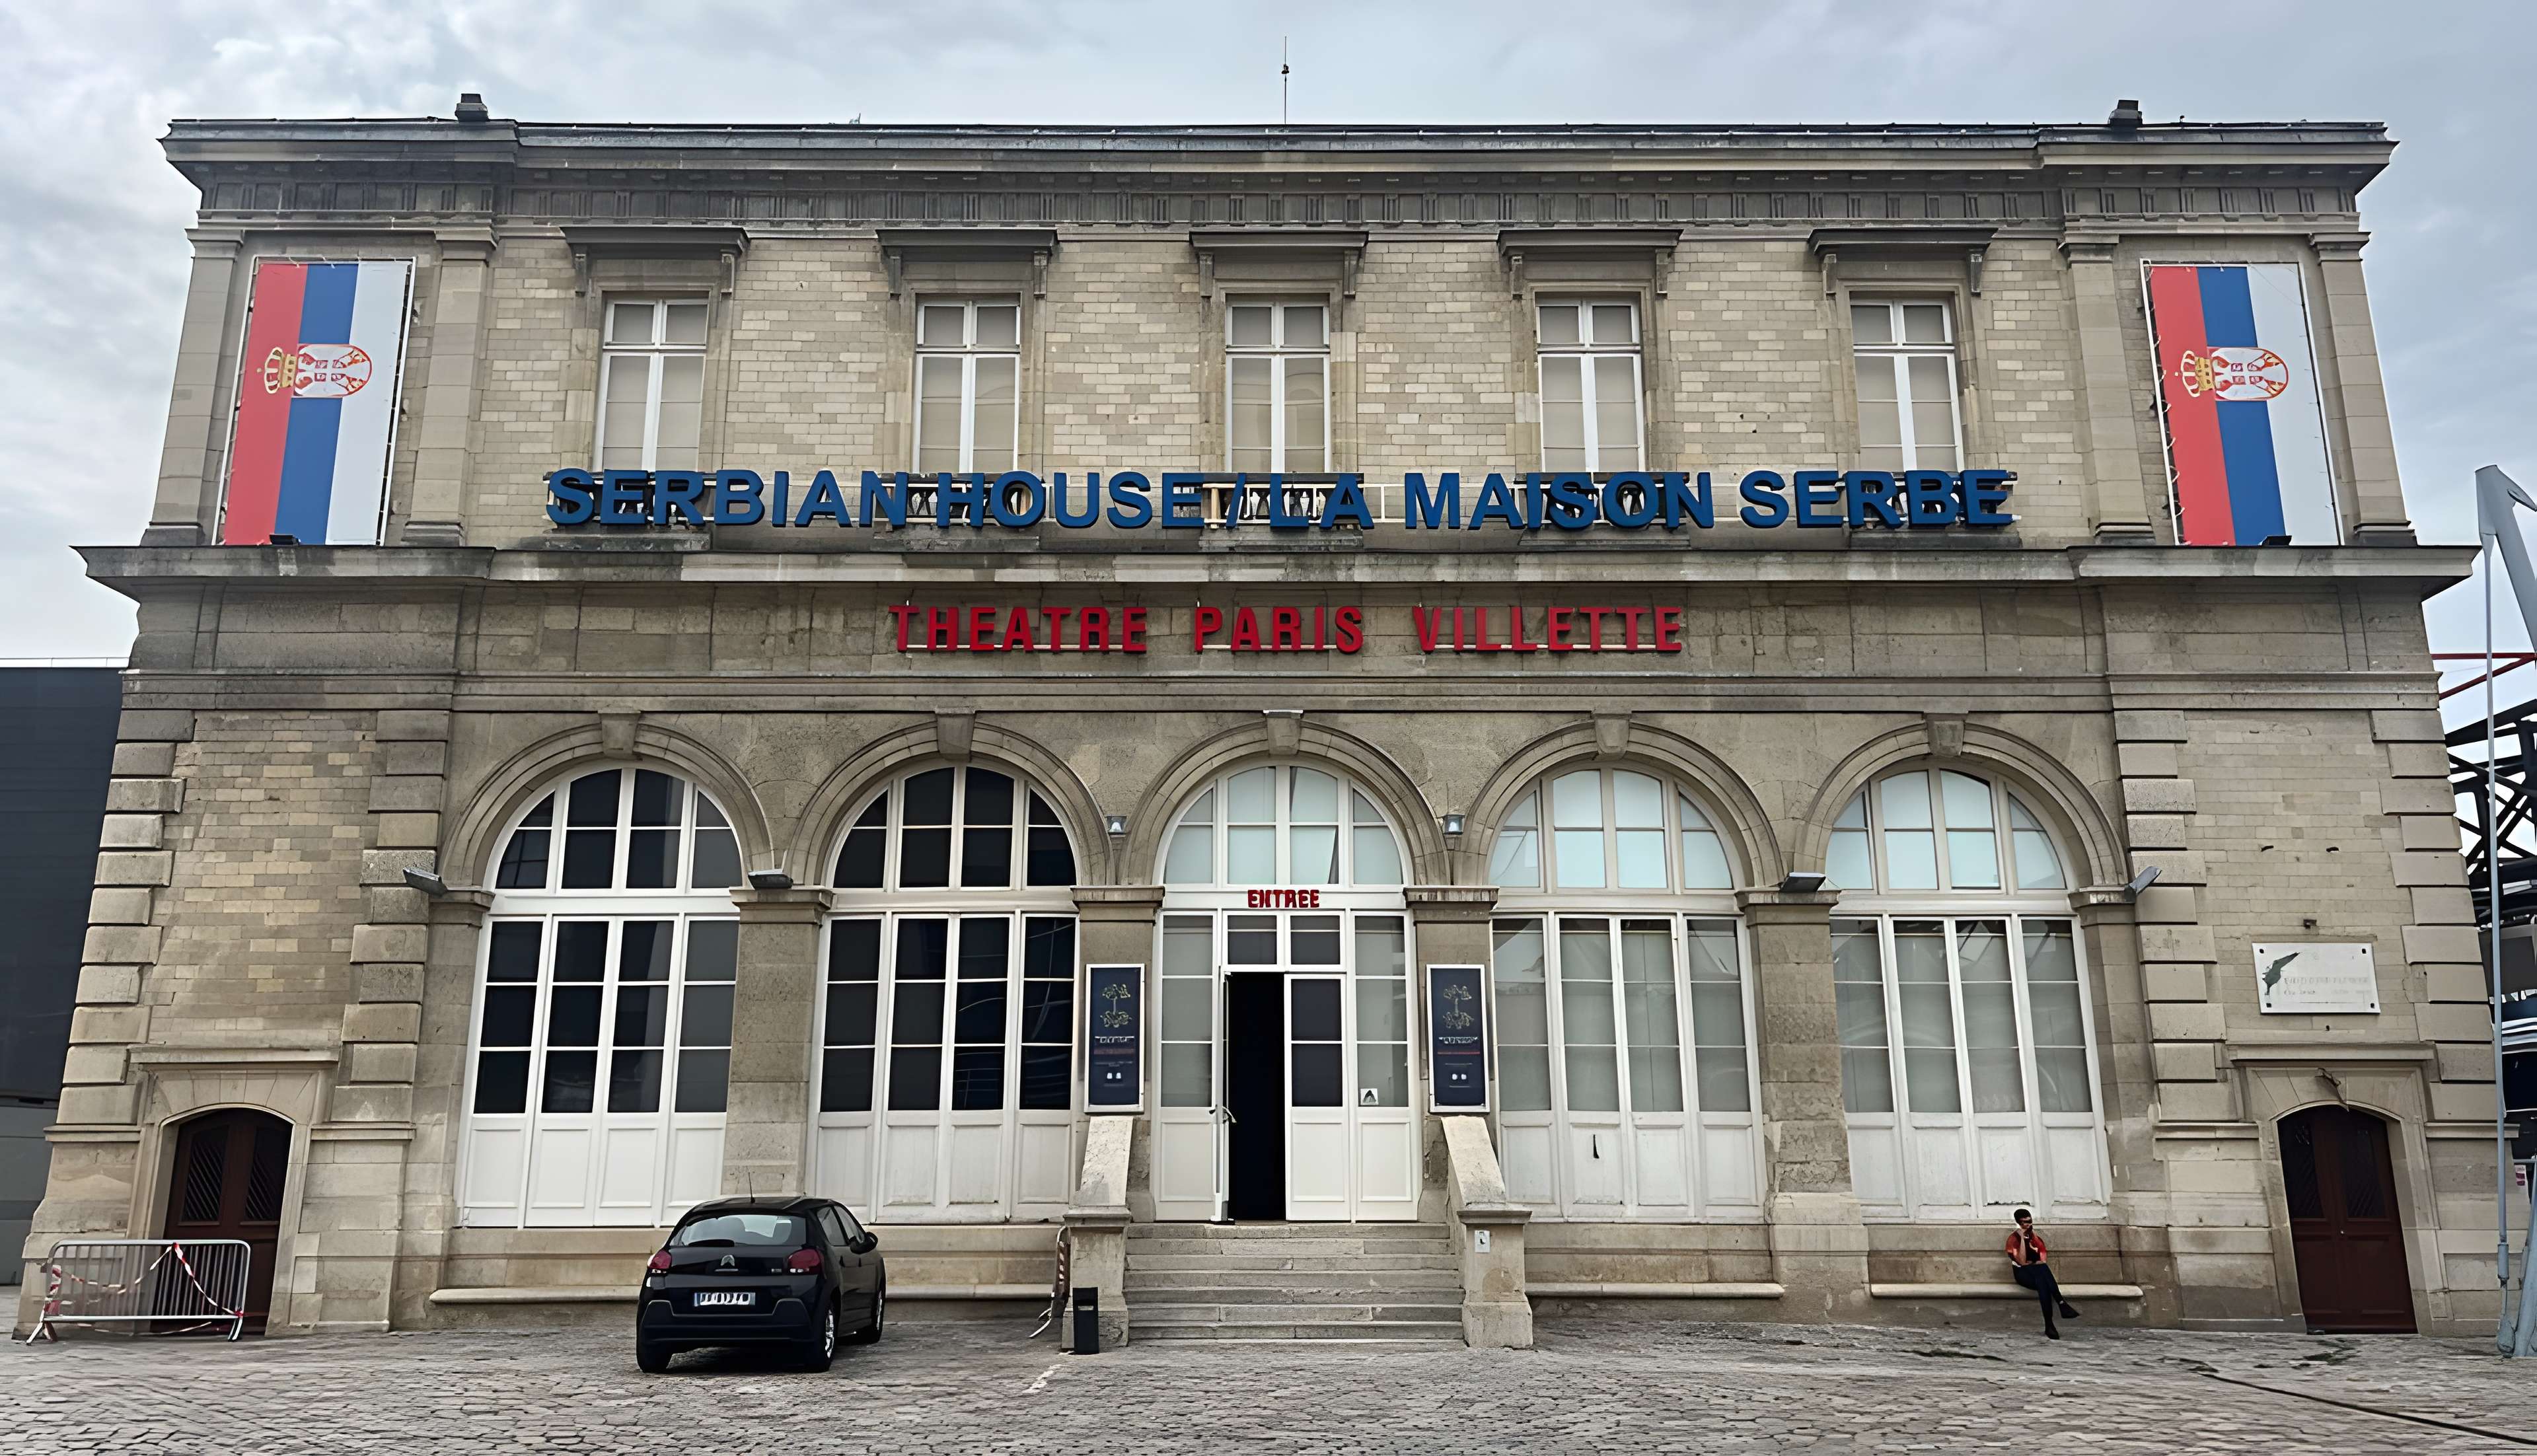 SERBIAN HOUSE / LA MAISON SERBE
THEATRE PARIS VILLETTE
ENTREE